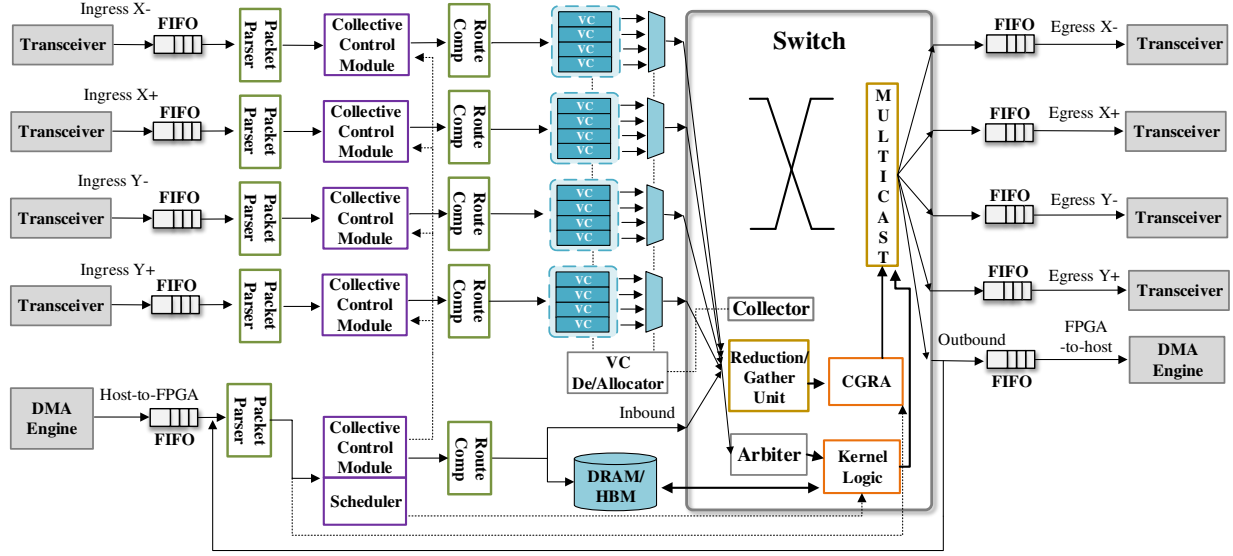 Ingress X-
Transceiver
FIFO
Packet
Parser
Collective
Control
Module
Route
Comp
VC
VC
VC
VC
Switch
FIFO
Egress X-
Transceiver
Ingress X+
Transceiver
FIFO
Packet
Parser
Collective
Control
Module
Route
Comp
VC
VC
VC
VC
MULTICAST
FIFO
Egress X+
Transceiver
Ingress Y-
Transceiver
FIFO
Packet
Parser
Collective
Control
Module
Route
Comp
VC
VC
VC
VC
FIFO
Egress Y-
Transceiver
Ingress Y+
Transceiver
FIFO
Packet
Parser
Collective
Control
Module
Route
Comp
VC
VC
VC
VC
FIFO
Egress Y+
Transceiver
Collector
VC
De/Allocator
Reduction/
Gather
Unit
CGRA
Outbound
FIFO
FPGA
-to-host
DMA
Engine
DMA
Engine
Host-to-FPGA
FIFO
Packet
Parser
Collective
Control
Module
Scheduler
Route
Comp
Inbound
DRAM/
HBM
Arbiter
Kernel
Logic